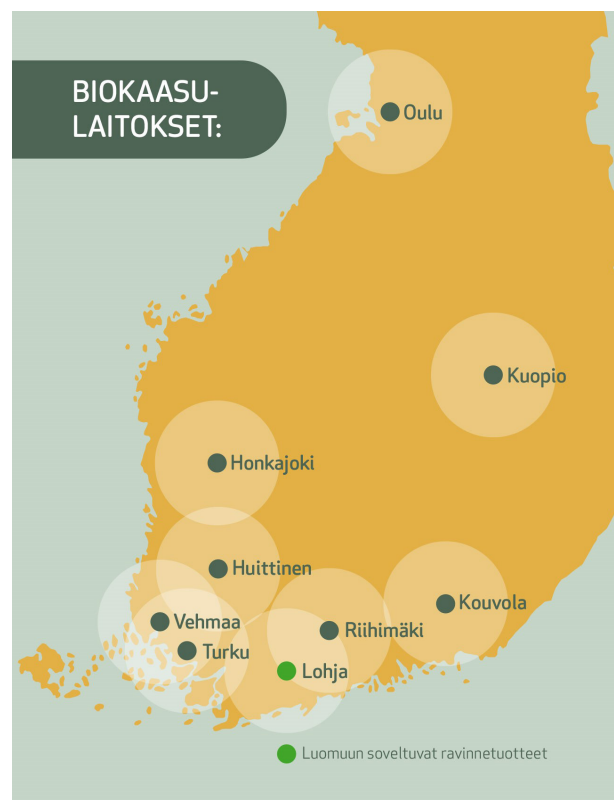 BIOKAASU-
LAITOKSET:
Oulu
Kuopio
Honkajoki
Huittinen
Kouvola
Vehmaa
Riihimäki
Turku
Lohja
Luomuun soveltuvat ravinnetuotteet